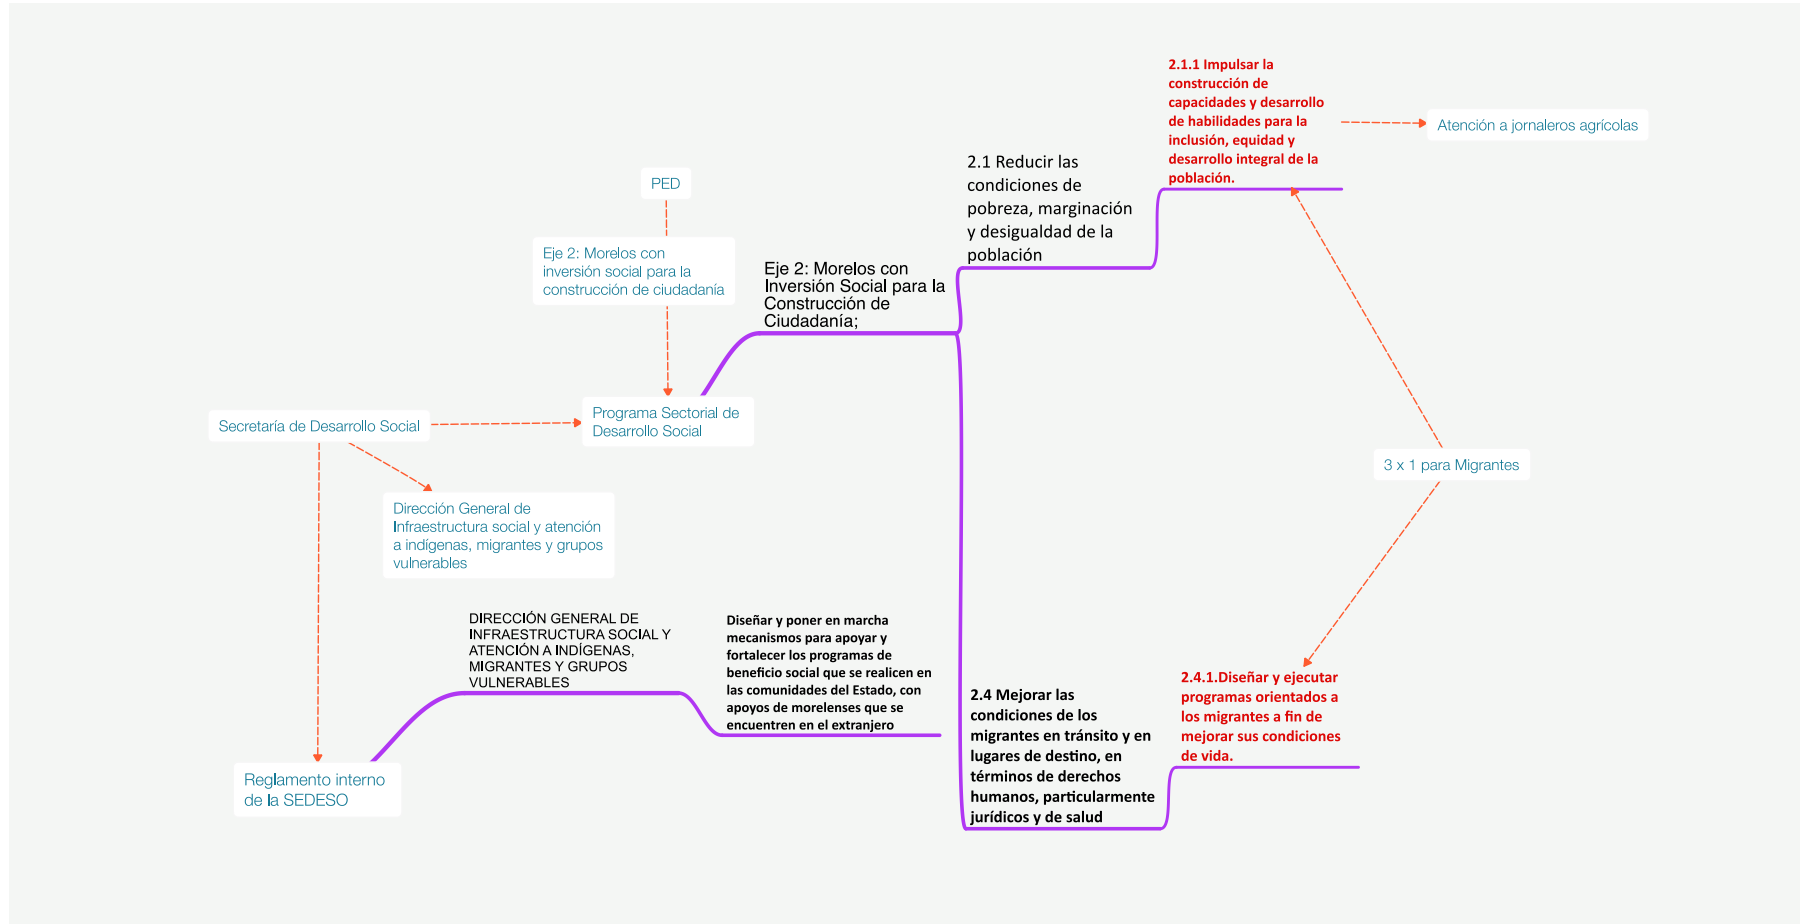 2.1.1 Impulsar la
construcción de
capacidades y desarrollo
de habilidades para la
inclusión, equidad y
desarrollo integral de la
población.
Atención a jornaleros agrícolas
2.1 Reducir las
condiciones de
pobreza, marginación
y desigualdad de la
población
PED
Eje 2: Morelos con
inversión social para la
construcción de ciudadanía
Eje 2: Morelos con
Inversión Social para la
Construcción de
Ciudadanía;
Programa Sectorial de
Desarrollo Social
Secretaría de Desarrollo Social
3 x 1 para Migrantes
Dirección General de
Infraestructura social y atención
a indígenas, migrantes y grupos
vulnerables
DIRECCIÓN GENERAL DE
INFRAESTRUCTURA SOCIAL Y
ATENCIÓN A INDÍGENAS,
MIGRANTES Y GRUPOS
VULNERABLES
Diseñar y poner en marcha
mecanismos para apoyar y
fortalecer los programas de
beneficio social que se realicen en
las comunidades del Estado, con
apoyos de morelenses que se
encuentren en el extranjero
2.4 Mejorar las
condiciones de los
migrantes en tránsito y en
lugares de destino, en
términos de derechos
humanos, particularmente
jurídicos y de salud
2.4.1.Diseñar y ejecutar
programas orientados a
los migrantes a fin de
mejorar sus condiciones
de vida.
Reglamento interno
de la SEDESO